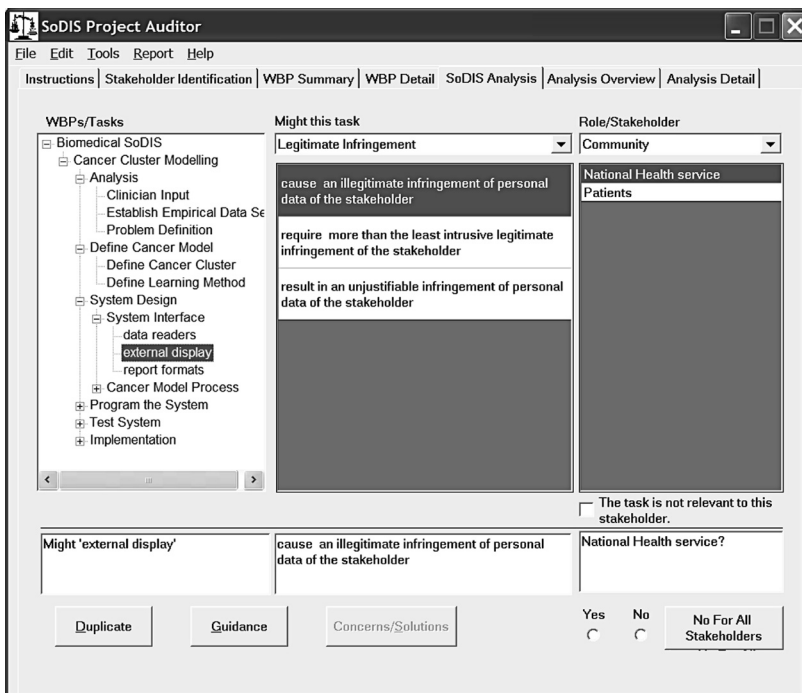 SoDIS Project Auditor
File Edit Tools Report Help
Instructions Stakeholder Identification WBP Summary WBP Detail SoDIS Analysis Analysis Overview Analysis Detail
WBPs/Tasks
Biomedical SoDIS
Cancer Cluster Modelling
Analysis
Clinician Input
Establish Empirical Data Se
Problem Definition
Define Cancer Model
Define Cancer Cluster
Define Learning Method
System Design
System Interface
data readers
external display
report formats
Cancer Model Process
Program the System
Test System
Implementation
Might this task
Legitimate Infringement
cause an illegitimate infringement of personal
data of the stakeholder
require more than the least intrusive legitimate
infringement of the stakeholder
result in an unjustifiable infringement of personal
data of the stakeholder
Role/Stakeholder
Community
National Health service
Patients
The task is not relevant to this
stakeholder.
Might 'external display'
cause an illegitimate infringement of personal
data of the stakeholder
National Health service?
Duplicate
Guidance
Concerns/Solutions
Yes No
No For All
Stakeholders